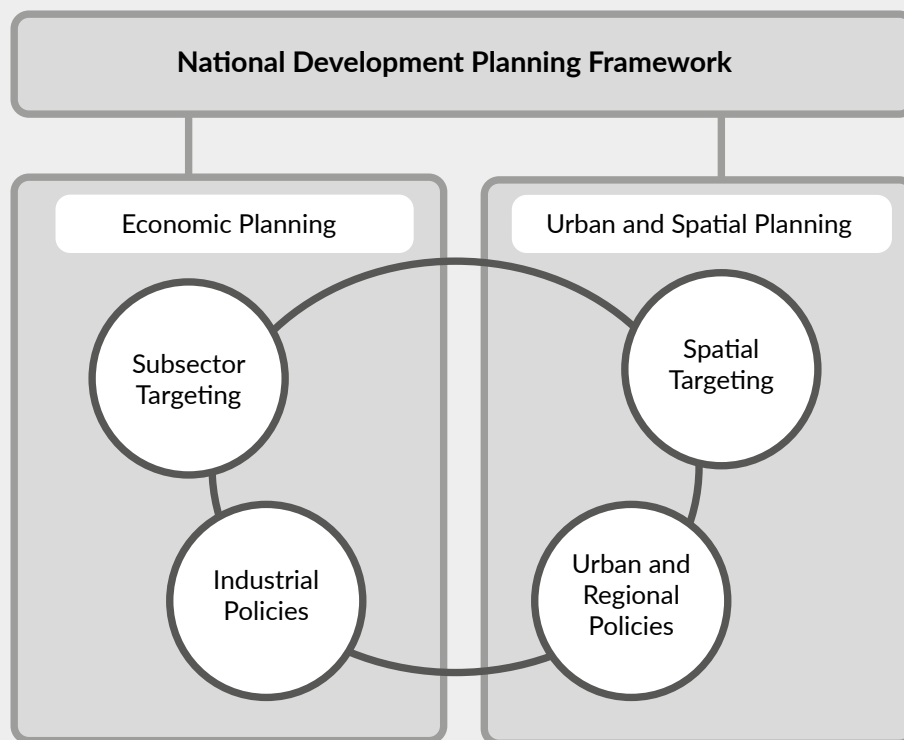 National Development Planning Framework
Economic Planning
Urban and Spatial Planning
Subsector
Targeting
Spatial
Targeting
Industrial
Policies
Urban and
Regional
Policies